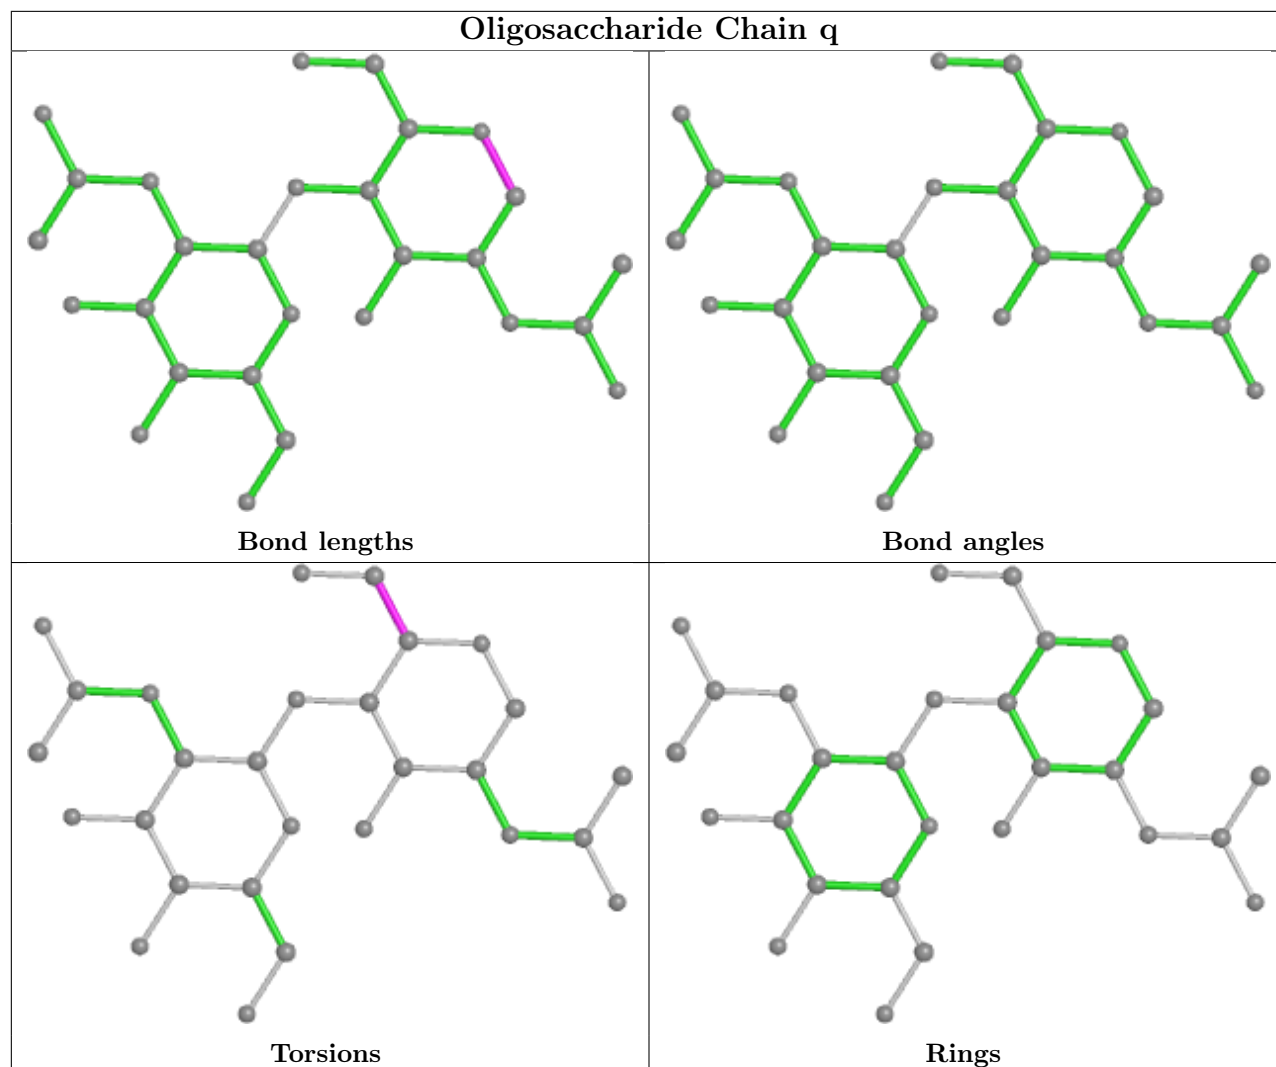 Oligosaccharide Chain q
Bond lengths
Bond angles
Torsions
Rings